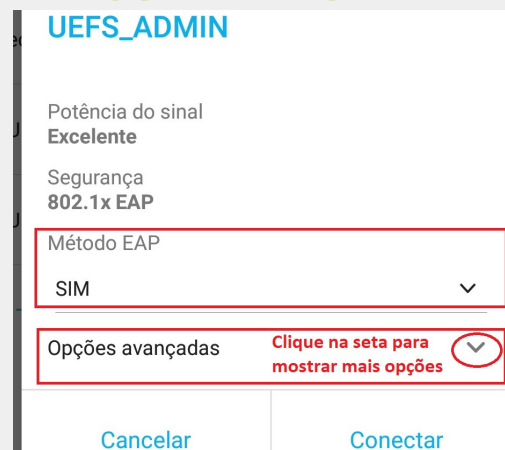 UEFS_ADMIN
Potência do sinal
Excelente
Segurança
802.1x EAP
Método EAP
SIM
Opções avançadas
Clique na seta para
mostrar mais opções
Cancelar
Conectar